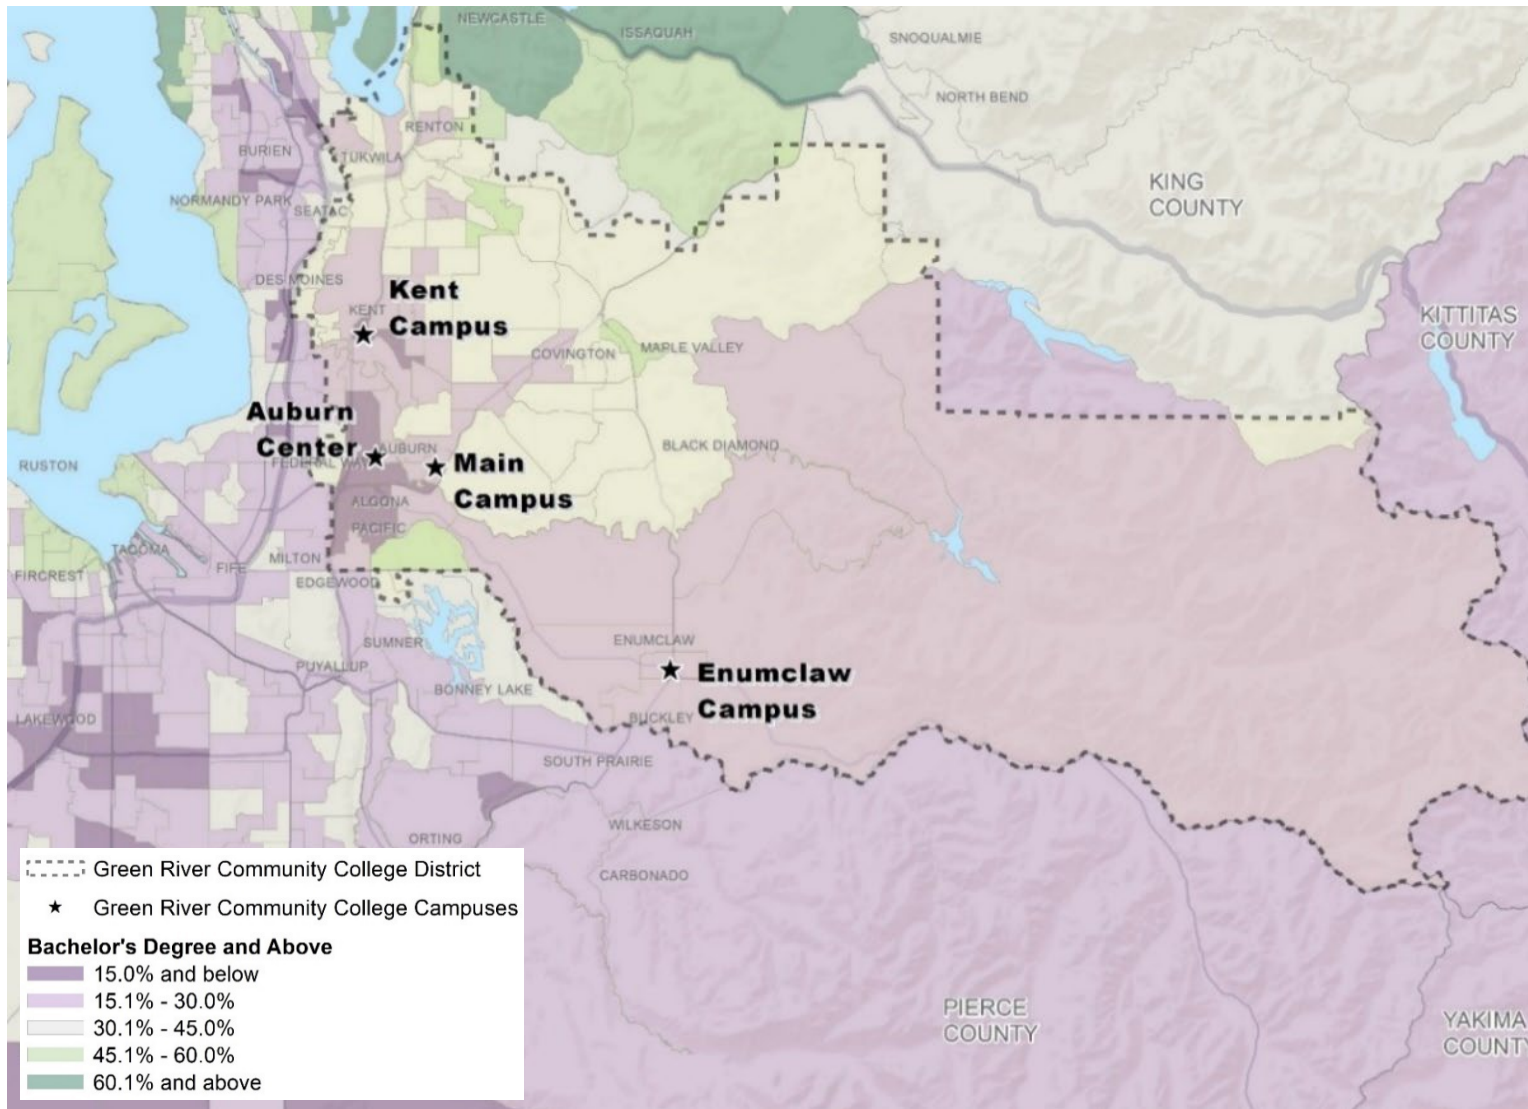 NEWCASTLE
ISSAQUAH
SNOQUALMIE
NORTH BEND
RENTON
BURIEN
TUKWILA
KING
COUNTY
NORMANDY PARK
SEATAC
DES MOINES
Kent
Campus
KENT
KITTITAS
COUNTY
COVINGTON
MAPLE VALLEY
Auburn
Center
AUBURN
BLACK DIAMOND
FEDERAL WAY
Main
Campus
RUSTON
ALGONA
PACIFIC
TACOMA
MILTON
FIFE
FIRCREST
EDGEWOOD
SUMNER
ENUMCLAW
PUYALLUP
Enumclaw
Campus
BONNEY LAKE
LAKEWOOD
BUCKLEY
SOUTH PRAIRIE
ORTING
WILKESON
CARBONADO
PIERCE
COUNTY
YAKIMA
COUNTY
Green River Community College District
Green River Community College Campuses
Bachelor's Degree and Above
15.0% and below
15.1% - 30.0%
30.1% - 45.0%
45.1% - 60.0%
60.1% and above